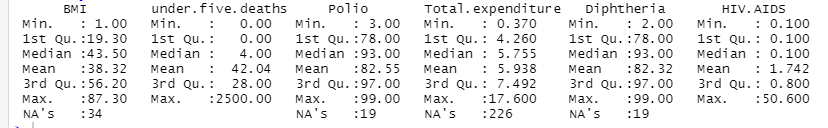 BMI under.five.deaths Polio Total.expenditure Diphtheria HIV.AIDS
Min. : 1.00 Min. : 0.00 Min. : 3.00 Min. : 0.370 Min. : 2.00 Min. : 0.100
1st Qu.:19.30 1st Qu.: 0.00 1st Qu.:78.00 1st Qu.: 4.260 1st Qu.:78.00 1st Qu.: 0.100
Median :43.50 Median : 4.00 Median :93.00 Median : 5.755 Median :93.00 Median : 0.100
Mean :38.32 Mean : 42.04 Mean :82.55 Mean : 5.938 Mean :82.32 Mean : 1.742
3rd Qu.:56.20 3rd Qu.: 28.00 3rd Qu.:97.00 3rd Qu.: 7.492 3rd Qu.:97.00 3rd Qu.: 0.800
Max. :87.30 Max. :2500.00 Max. :99.00 Max. :17.600 Max. :99.00 Max. :50.600
NA's :34 NA's :19 NA's :226 NA's :19